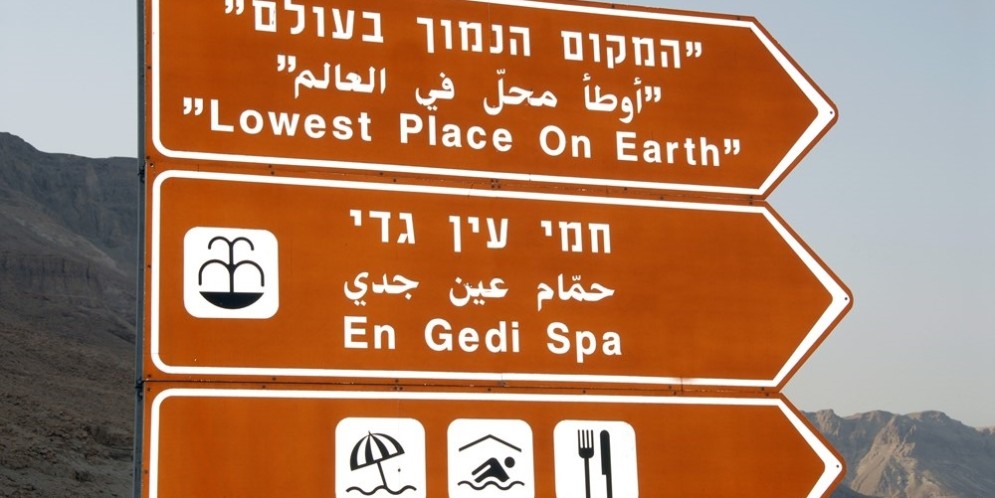 "המקום הנמוך בעולם"
"أوطأ محلّ في العالم"
"Lowest Place On Earth"
חמי עין גדי
حمّام عين جدي
En Gedi Spa